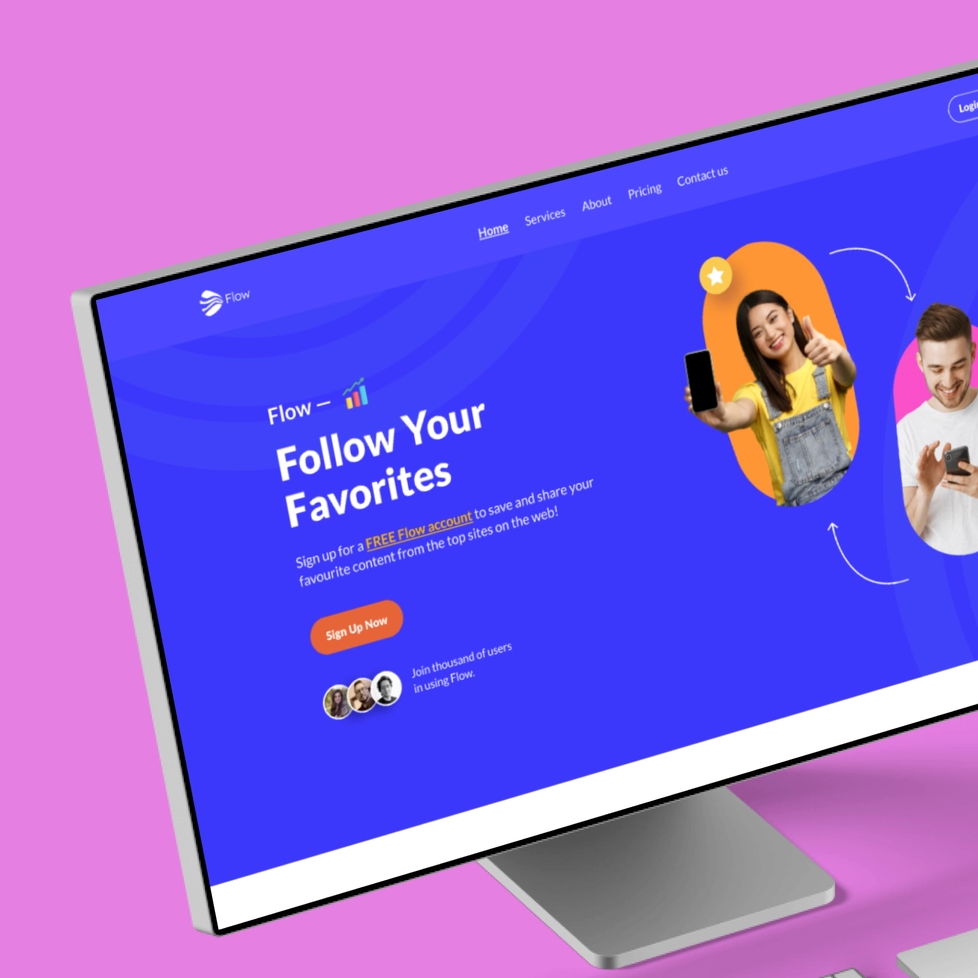 Login
Home Services About Pricing Contact us
Flow
Flow —
Follow Your
Favorites
Sign up for a FREE Flow account to save and share your
favourite content from the top sites on the web!
Sign Up Now
Join thousand of users
in using Flow.